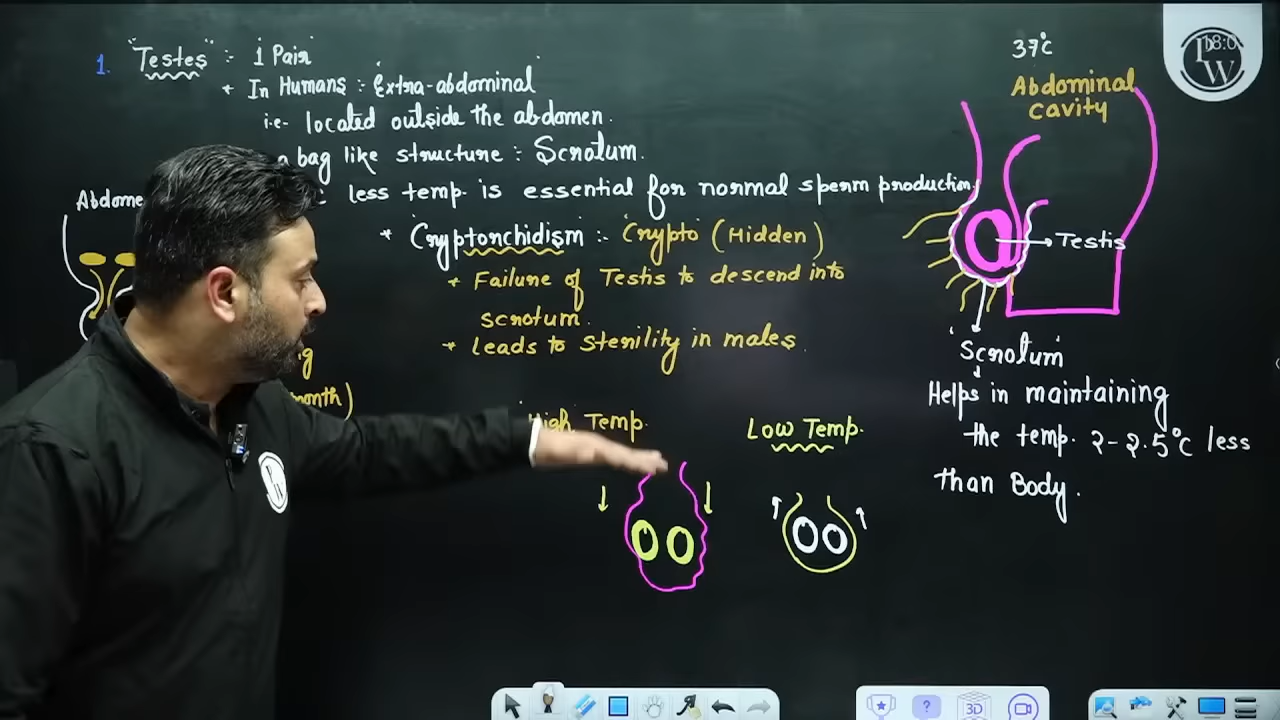 1. "Testes" :- 1 Pair
* In Humans : Extra-abdominal
i.e. located outside the abdomen.
bag like structure : Scrotum.
less temp. is essential for normal sperm production.
Abdome
* Cryptorchidism :- Crypto (Hidden)
* Failure of Testis to descend into
scrotum.
* Leads to Sterility in males.
month)
High Temp.
Low Temp.
37°C
Abdominal
cavity
Testis
'Scrotum'
Helps in maintaining
the temp. 2-2.5°C less
than Body.
18:0
W
3D
?